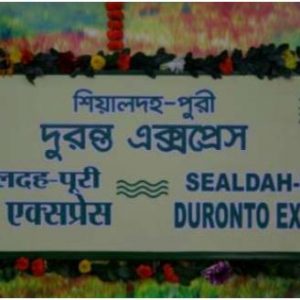 শিয়ালদহ-পুরী
দুরন্ত এক্সপ্রেস
लदह-पूरी
एक्सप्रेस
SEALDAH-
DURONTO EX